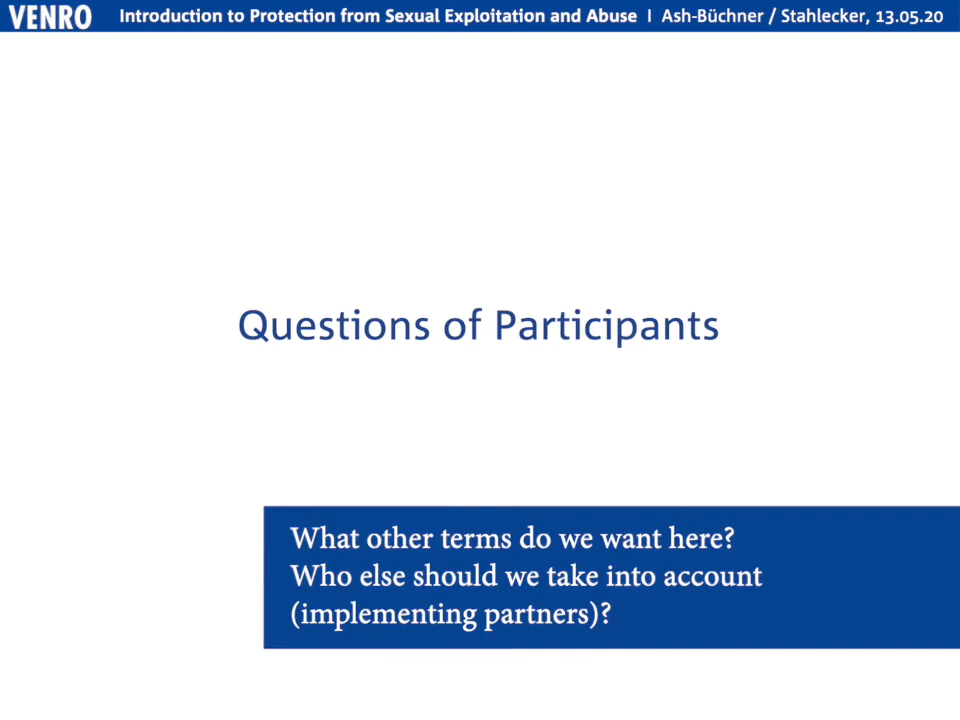 VENRO Introduction to Protection from Sexual Exploitation and Abuse I Ash-Büchner / Stahlecker, 13.05.20
Questions of Participants
What other terms do we want here?
Who else should we take into account
(implementing partners)?